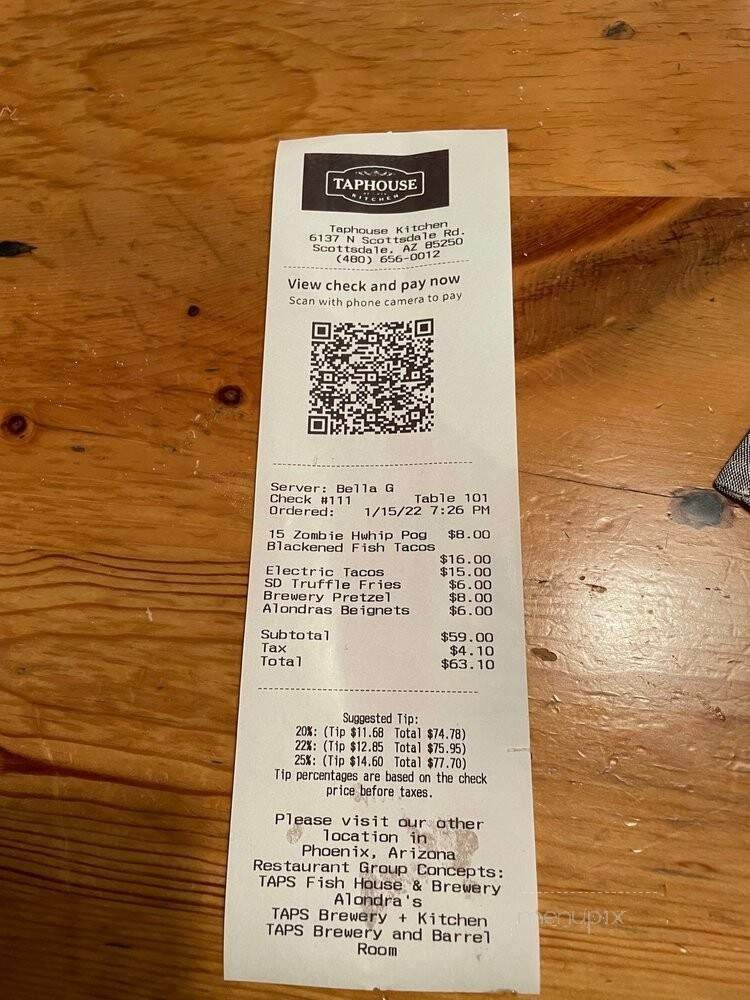 TAPHOUSE
KITCHEN
Taphouse Kitchen
6137 N Scottsdale Rd.
Scottsdale, AZ 85250
(480) 656-0012
View check and pay now
Scan with phone camera to pay
Server: Bella G
Check #111 Table 101
Ordered: 1/15/22 7:26 PM
15 Zombie Hwhip Pog $8.00
Blackened Fish Tacos
$16.00
Electric Tacos $15.00
SD Truffle Fries $6.00
Brewery Pretzel $8.00
Alondras Beignets $6.00
Subtotal $59.00
Tax $4.10
Total $63.10
Suggested Tip:
20%: (Tip $11.68 Total $74.78)
22%: (Tip $12.85 Total $75.95)
25%: (Tip $14.60 Total $77.70)
Tip percentages are based on the check
price before taxes.
Please visit our other
location in
Phoenix, Arizona
Restaurant Group Concepts:
TAPS Fish House & Brewery
Alondra's
TAPS Brewery + Kitchen
TAPS Brewery and Barrel
Room
menupix